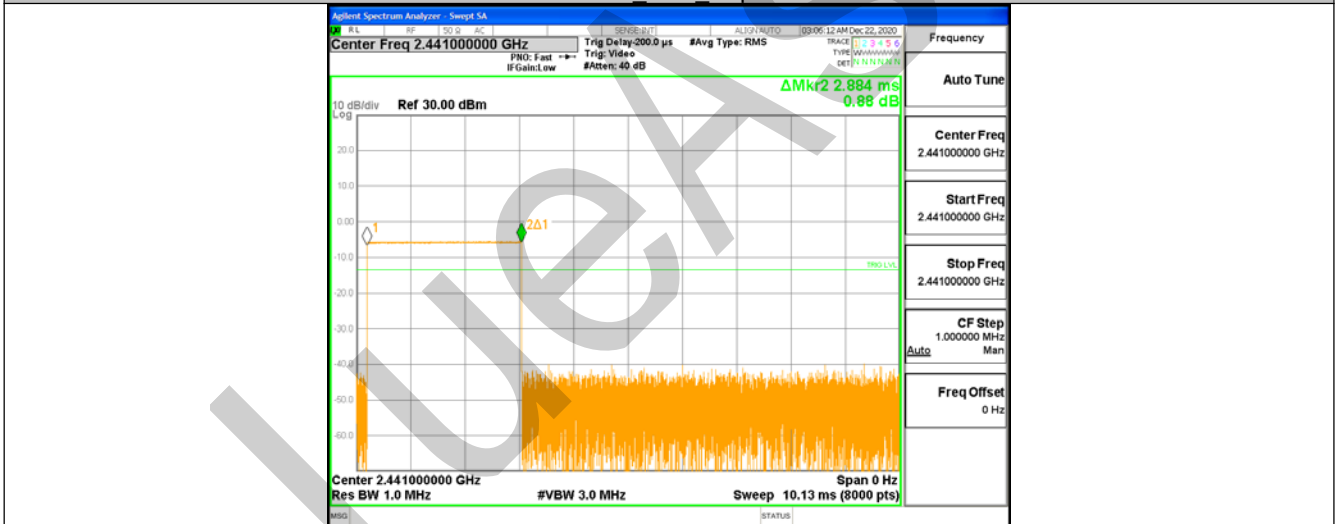 Agilent Spectrum Analyzer - Swept SA
RL RF 50 Ω AC SENSE:INT ALIGN AUTO 03:06:12 AM Dec 22, 2020
Center Freq 2.441000000 GHz
PNO: Fast
IFGain:Low
Trig Delay-200.0 µs
Trig: Video
#Atten: 40 dB
#Avg Type: RMS
TRACE 1 2 3 4 5 6
TYPE
DET N N N N N N
ΔMkr2 2.884 ms
0.88 dB
10 dB/div Ref 30.00 dBm
Log
20.0
10.0
0.00
1
2Δ1
-10.0
TRIG LVL
-20.0
-30.0
-40.0
-50.0
-60.0
Center 2.441000000 GHz Span 0 Hz
Res BW 1.0 MHz #VBW 3.0 MHz Sweep 10.13 ms (8000 pts)
MSG STATUS
Frequency
Auto Tune
Center Freq
2.441000000 GHz
Start Freq
2.441000000 GHz
Stop Freq
2.441000000 GHz
CF Step
1.000000 MHz
Auto Man
Freq Offset
0 Hz